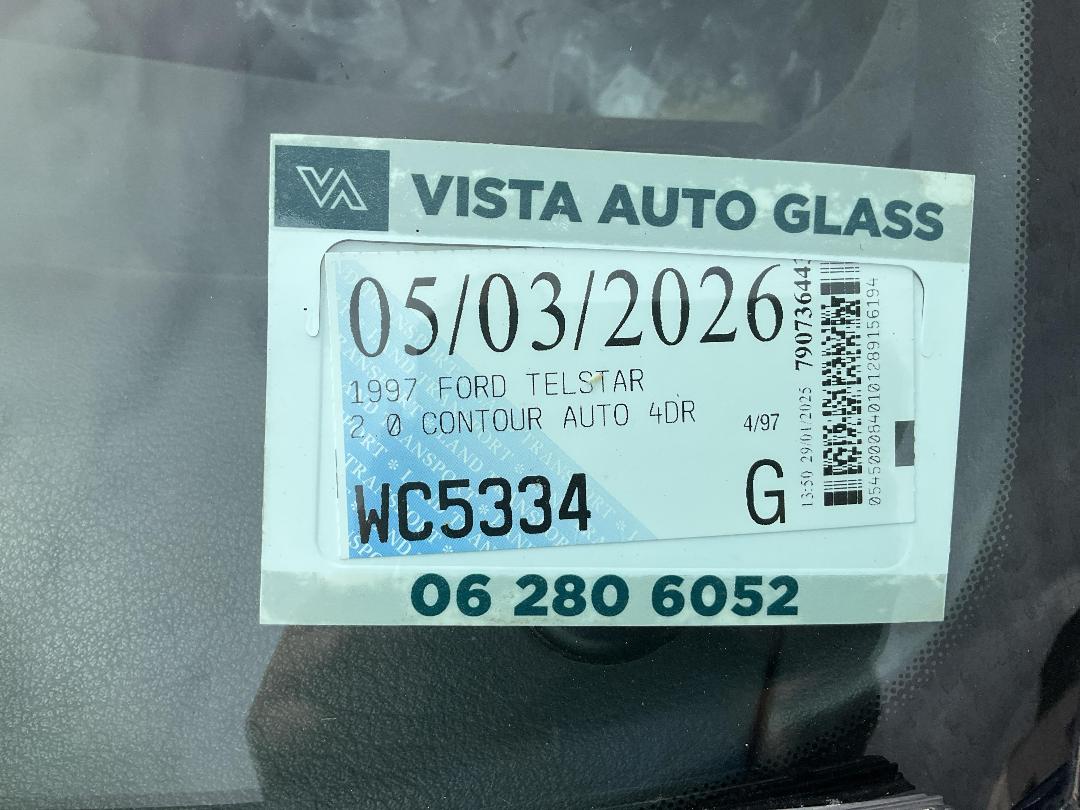 VA VISTA AUTO GLASS
05/03/2026
1997 FORD TELSTAR
2 0 CONTOUR AUTO 4DR
4/97
WC5334
G
13:50 29/01/2025
79073644
0545000840101289156194
06 280 6052